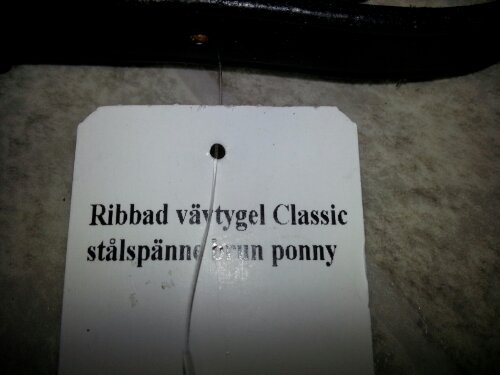 Ribbad vävtygel Classic
stålspänne brun ponny